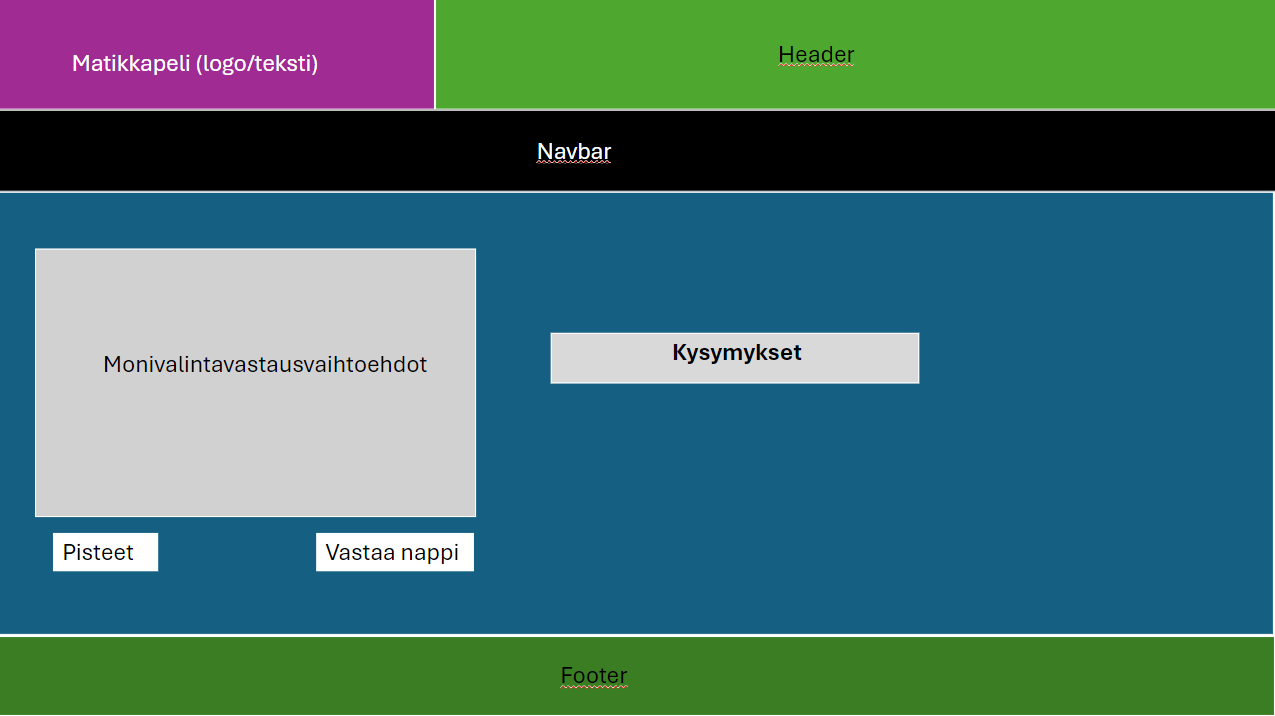 Matikkapeli (logo/teksti)
Header
Navbar
Monivalintavastausvaihtoehdot
Kysymykset
Pisteet
Vastaa nappi
Footer